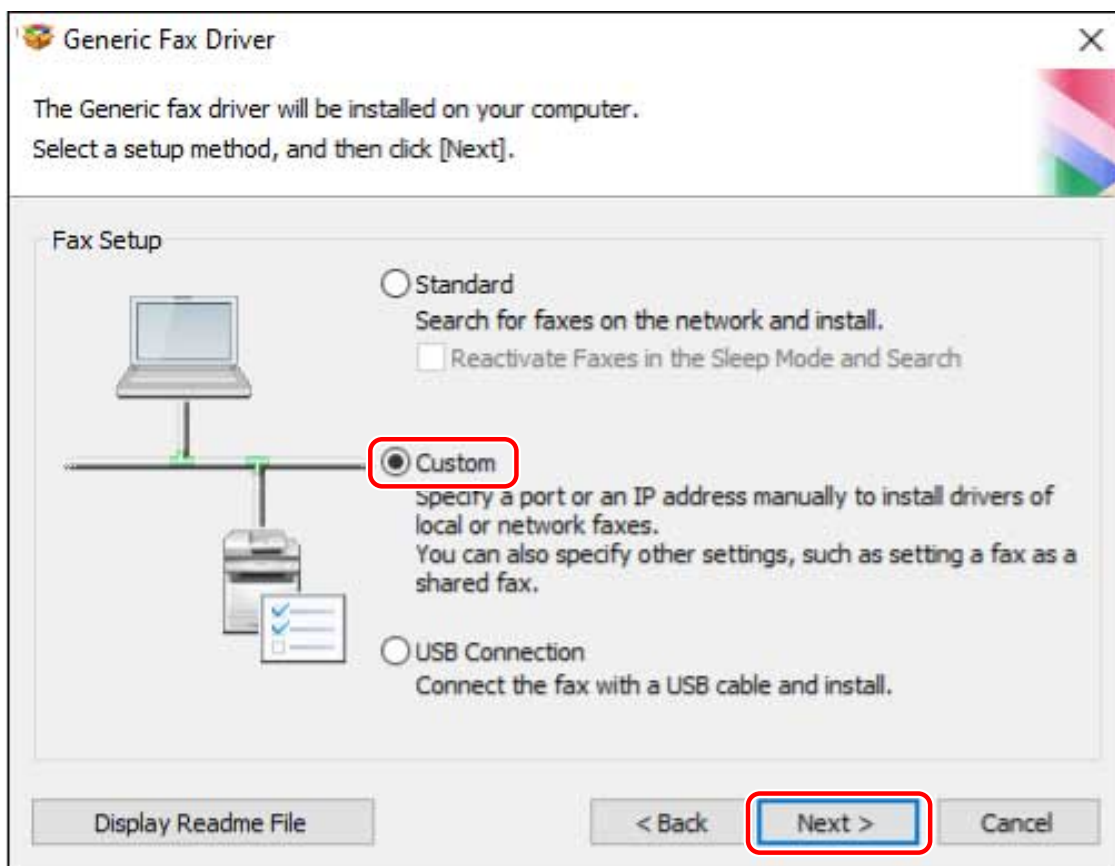 Generic Fax Driver
The Generic fax driver will be installed on your computer.
Select a setup method, and then click [Next].
Fax Setup
Standard
Search for faxes on the network and install.
Reactivate Faxes in the Sleep Mode and Search
Custom
Specify a port or an IP address manually to install drivers of
local or network faxes.
You can also specify other settings, such as setting a fax as a
shared fax.
USB Connection
Connect the fax with a USB cable and install.
Display Readme File
< Back
Next >
Cancel